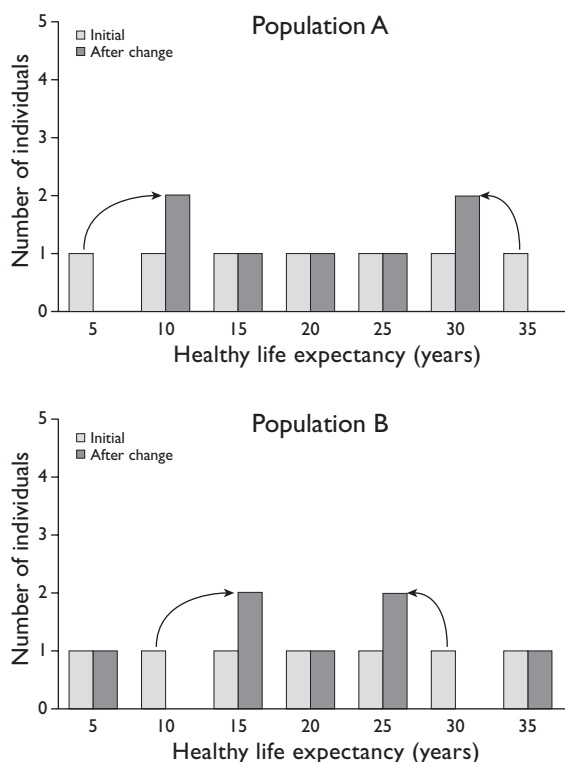 Population A
Initial
After change
Number of individuals
5
4
3
2
1
0
5 10 15 20 25 30 35
Healthy life expectancy (years)
Population B
Initial
After change
Number of individuals
5
4
3
2
1
0
5 10 15 20 25 30 35
Healthy life expectancy (years)